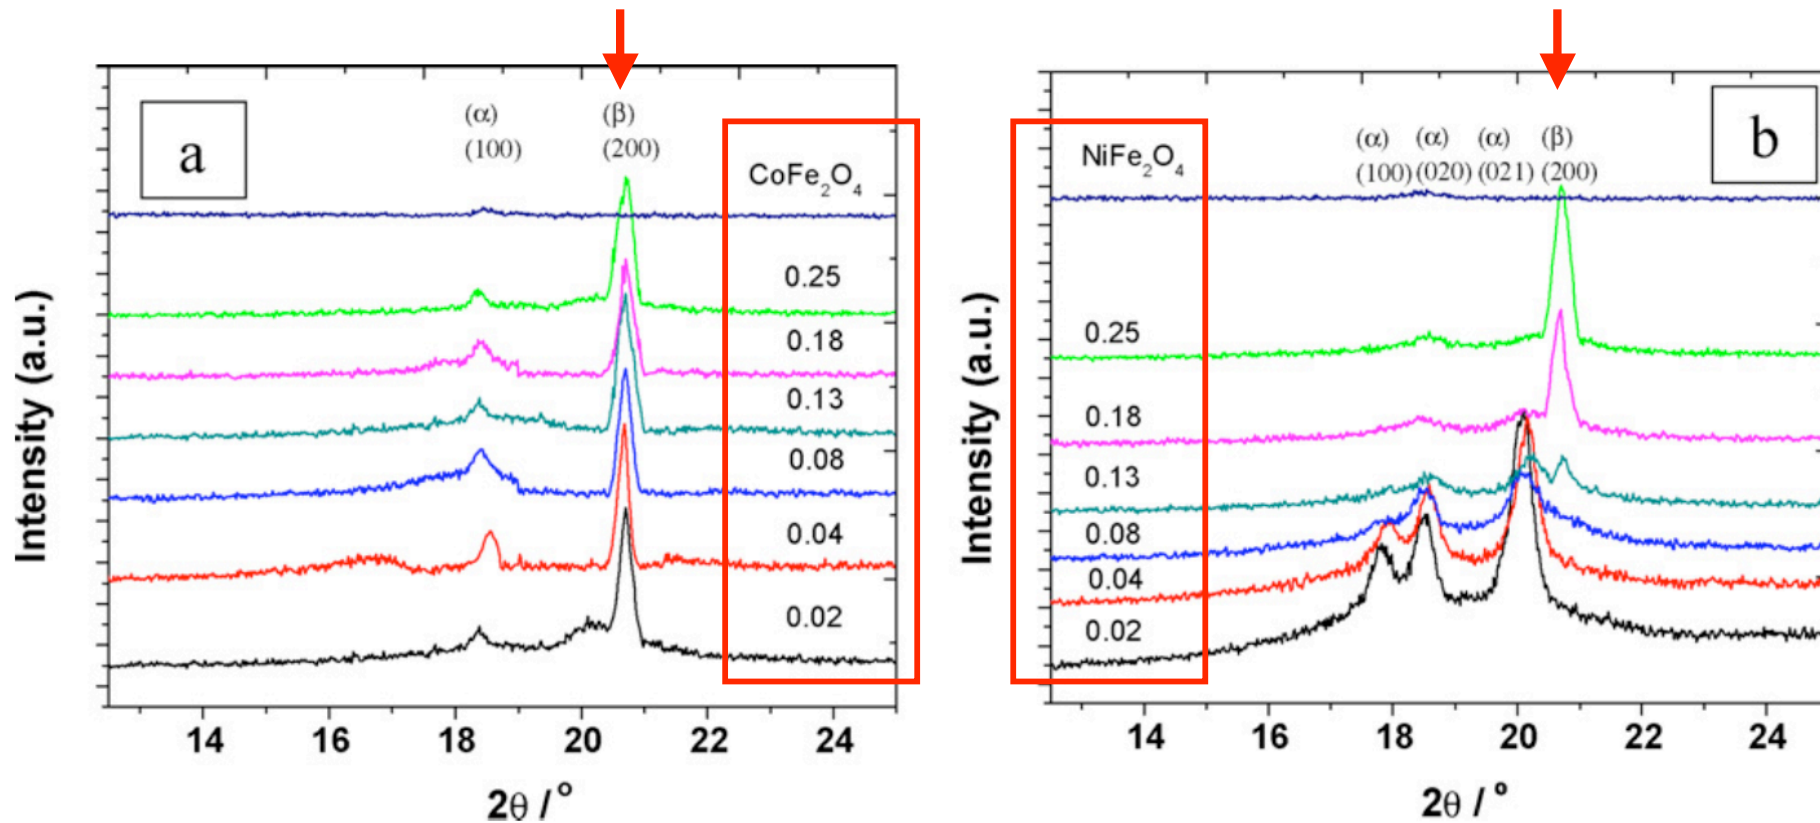 a
(α)
(100)
(β)
(200)
CoFe₂O₄
0.25
0.18
0.13
0.08
0.04
0.02
Intensity (a.u.)
14 16 18 20 22 24
2θ / °
b
NiFe₂O₄
(α) (α) (α) (β)
(100) (020) (021) (200)
0.25
0.18
0.13
0.08
0.04
0.02
Intensity (a.u.)
14 16 18 20 22 24
2θ / º